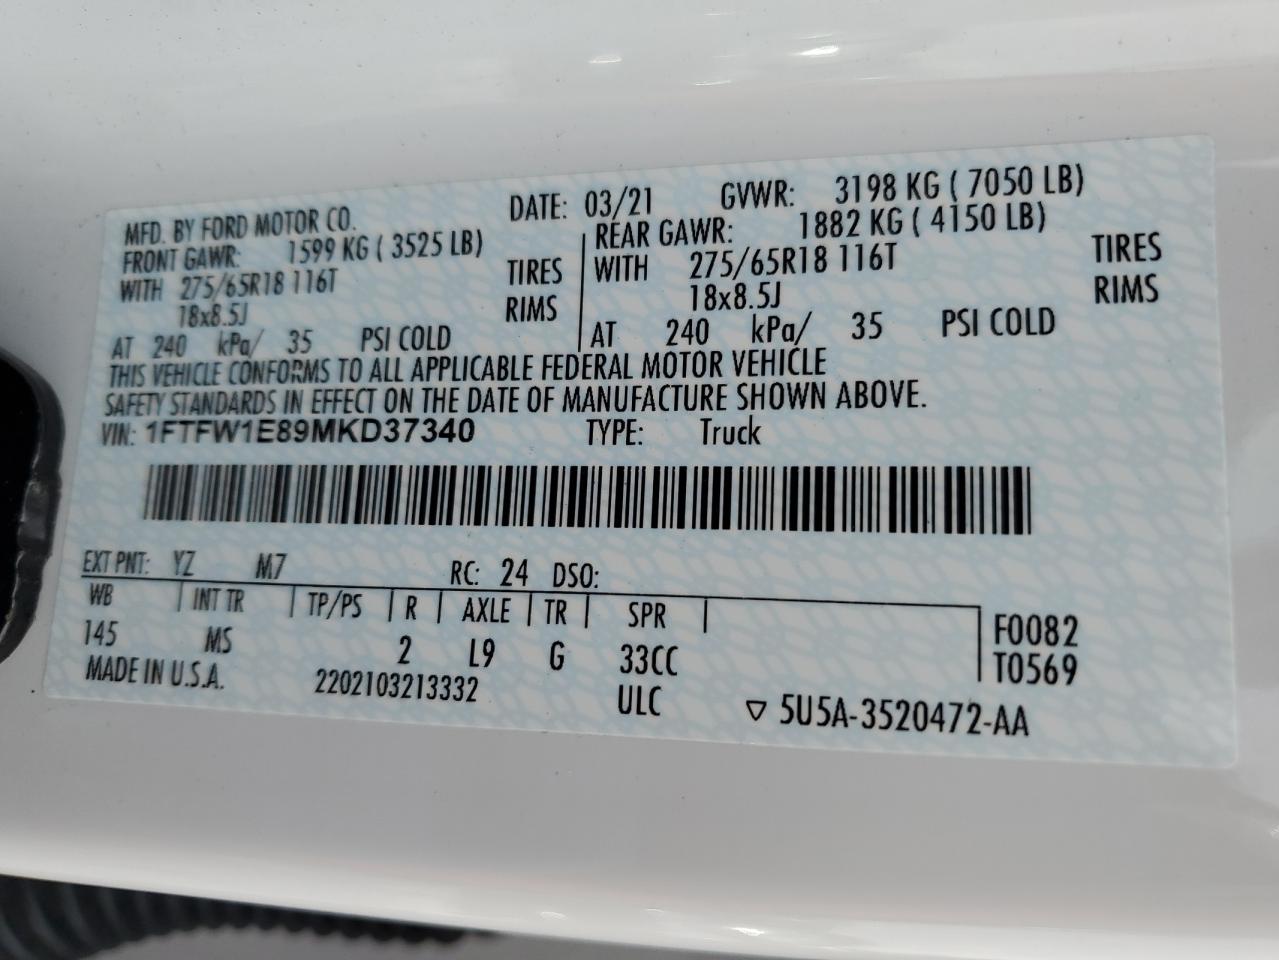 MFD. BY FORD MOTOR CO. DATE: 03/21 GVWR: 3198 KG ( 7050 LB)
FRONT GAWR: 1599 KG ( 3525 LB) REAR GAWR: 1882 KG ( 4150 LB)
WITH 275/65R18 116T TIRES WITH 275/65R18 116T TIRES
18x8.5J RIMS 18x8.5J RIMS
AT 240 kPa/ 35 PSI COLD AT 240 kPa/ 35 PSI COLD
THIS VEHICLE CONFORMS TO ALL APPLICABLE FEDERAL MOTOR VEHICLE
SAFETY STANDARDS IN EFFECT ON THE DATE OF MANUFACTURE SHOWN ABOVE.
VIN: 1FTFW1E89MKD37340 TYPE: Truck
EXT PNT: YZ M7 RC: 24 DSO:
WB INT TR TP/PS R AXLE TR SPR F0082
145 MS 2 L9 G 33CC T0569
MADE IN U.S.A. 2202103213332 ULC ▽ 5U5A-3520472-AA